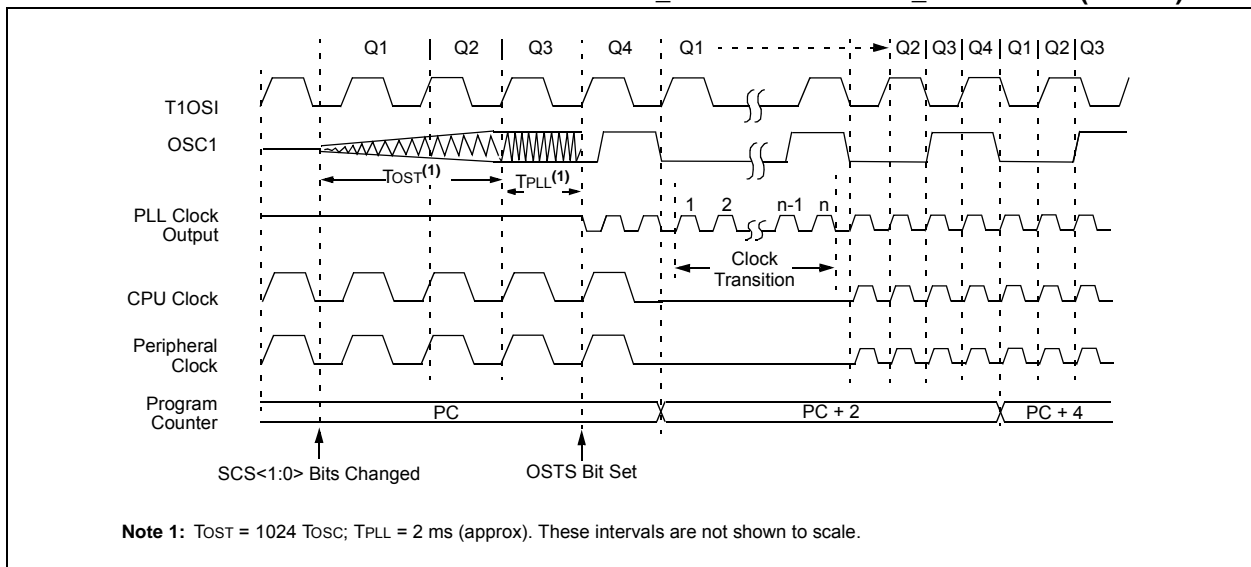 Q1 Q2 Q3 Q4 Q1 Q2 Q3 Q4 Q1 Q2 Q3
T1OSI
OSC1
TOST(1)
TPLL(1)
PLL Clock
Output
1 2 n-1 n
Clock
Transition
CPU Clock
Peripheral
Clock
Program
Counter
PC PC + 2 PC + 4
SCS<1:0> Bits Changed
OSTS Bit Set
Note 1: TOST = 1024 TOSC; TPLL = 2 ms (approx). These intervals are not shown to scale.